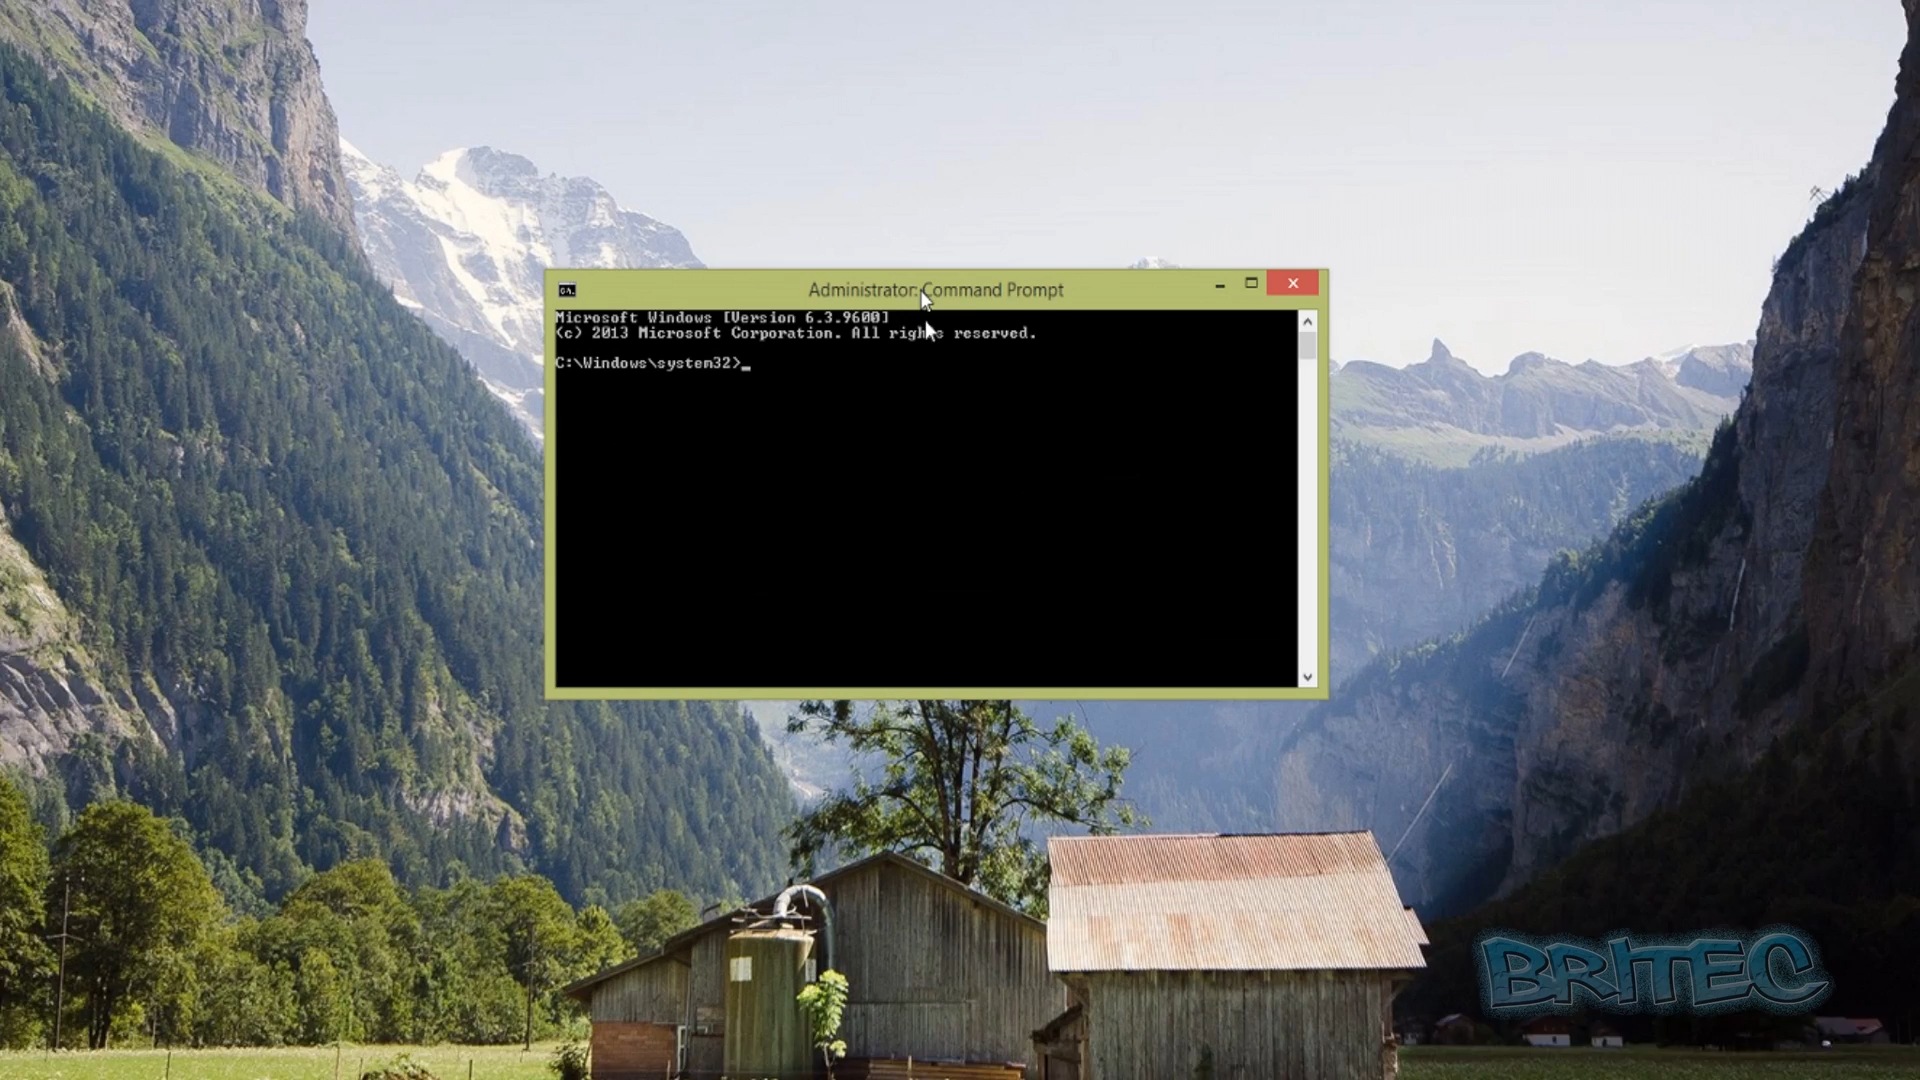 Administrator: Command Prompt
Microsoft Windows [Version 6.3.9600]
(c) 2013 Microsoft Corporation. All rights reserved.
C:\Windows\system32>_
BRITEC